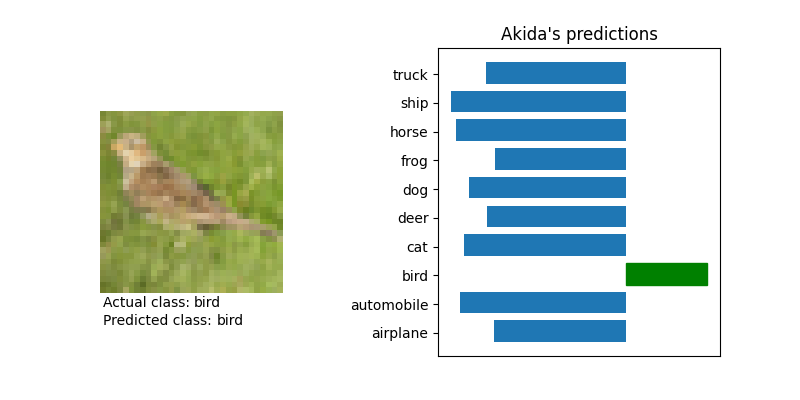 Akida's predictions
truck
ship
horse
frog
dog
deer
cat
bird
automobile
airplane
Actual class: bird
Predicted class: bird